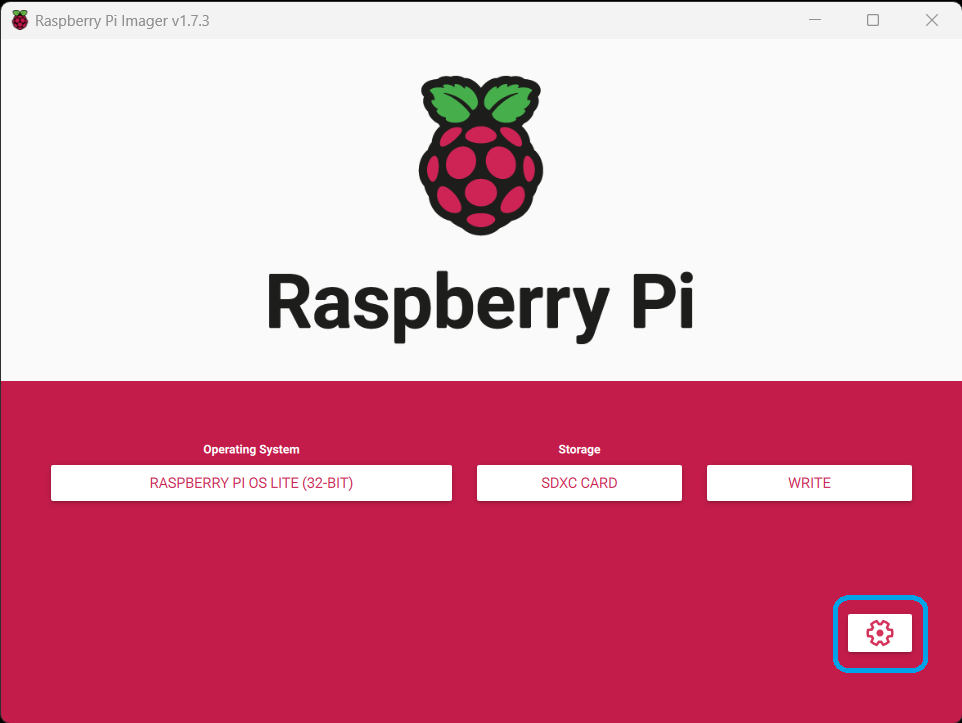 Raspberry Pi Imager v1.7.3
Raspberry Pi
Operating System
Storage
RASPBERRY PI OS LITE (32-BIT)
SDXC CARD
WRITE